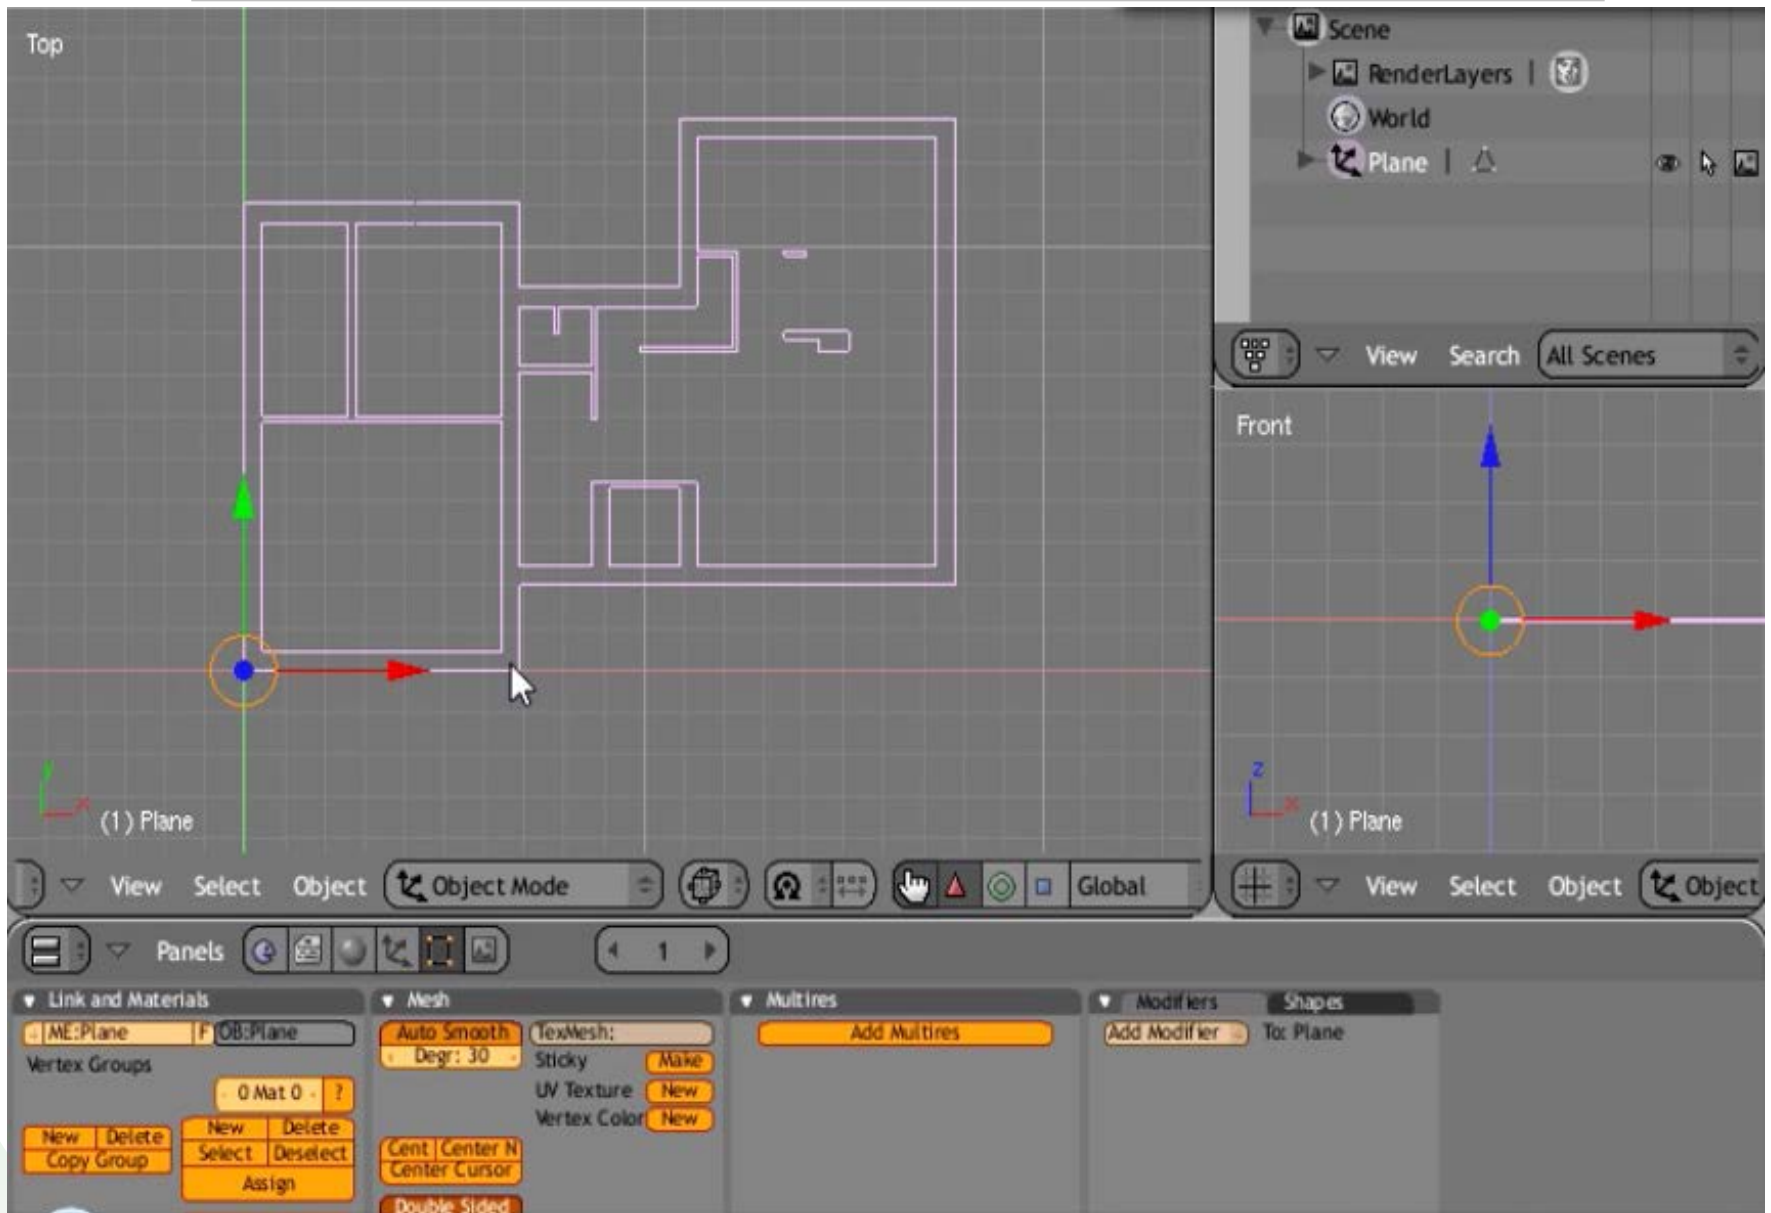 Top
Scene
RenderLayers |
World
Plane |
View Search All Scenes
Front
y
x
(1) Plane
z
x
(1) Plane
View Select Object Object Mode Global
View Select Object Object
Panels 1
Link and Materials
ME:Plane F OB:Plane
Vertex Groups
0 Mat 0 ?
New Delete
Copy Group
New Delete
Select Deselect
Assign
Mesh
Auto Smooth
Degr: 30
TexMesh:
Sticky Make
UV Texture New
Vertex Color New
Cent Center N
Center Cursor
Double Sided
Multires
Add Multires
Modifiers Shapes
Add Modifier To: Plane